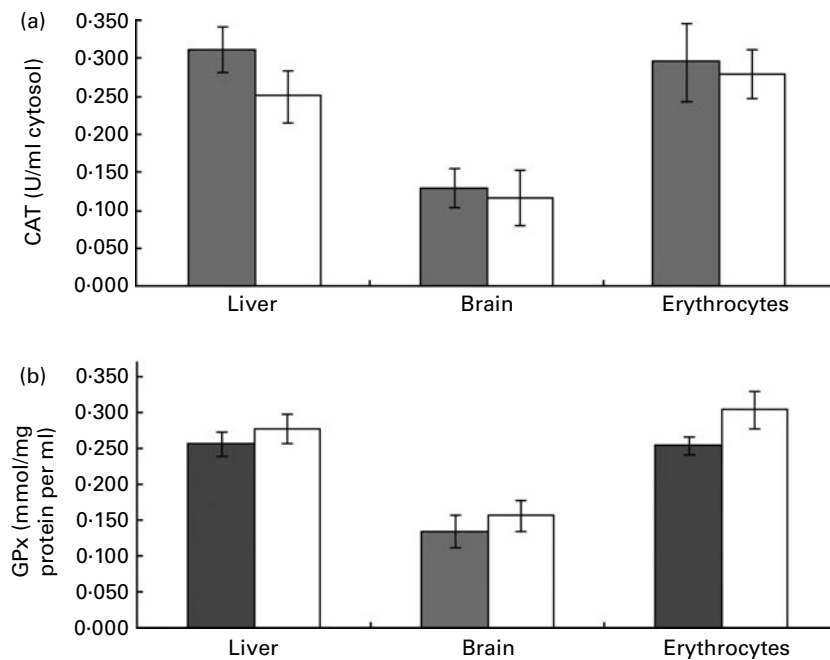 (a)
CAT (U/ml cytosol)
0·350
0·300
0·250
0·200
0·150
0·100
0·050
0·000
Liver Brain Erythrocytes
(b)
GPx (mmol/mg
protein per ml)
0·350
0·300
0·250
0·200
0·150
0·100
0·050
0·000
Liver Brain Erythrocytes